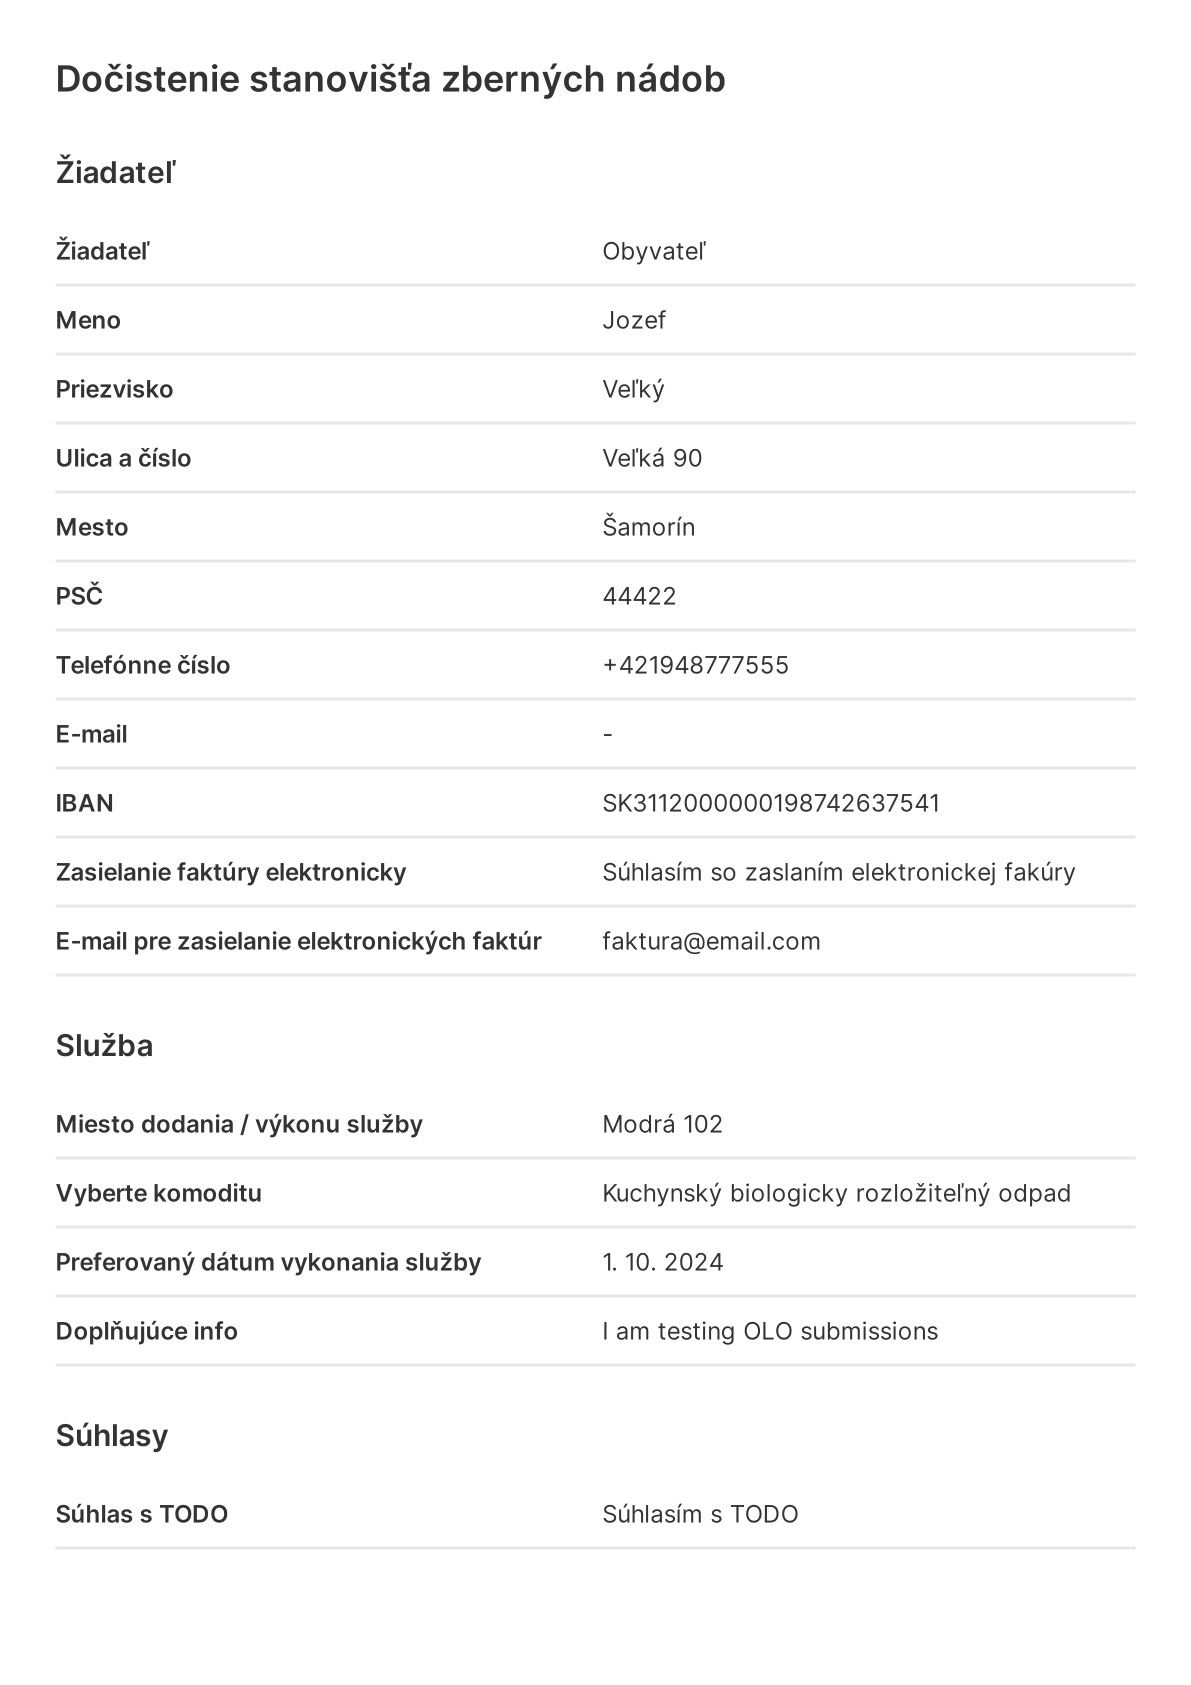 Dočistenie stanovišťa zberných nádob
Žiadateľ
Žiadateľ Obyvateľ
Meno Jozef
Priezvisko Veľký
Ulica a číslo Veľká 90
Mesto Šamorín
PSČ 44422
Telefónne číslo +421948777555
E-mail -
IBAN SK3112000000198742637541
Zasielanie faktúry elektronicky Súhlasím so zaslaním elektronickej fakúry
E-mail pre zasielanie elektronických faktúr faktura@email.com
Služba
Miesto dodania / výkonu služby Modrá 102
Vyberte komoditu Kuchynský biologicky rozložiteľný odpad
Preferovaný dátum vykonania služby 1. 10. 2024
Doplňujúce info I am testing OLO submissions
Súhlasy
Súhlas s TODO Súhlasím s TODO